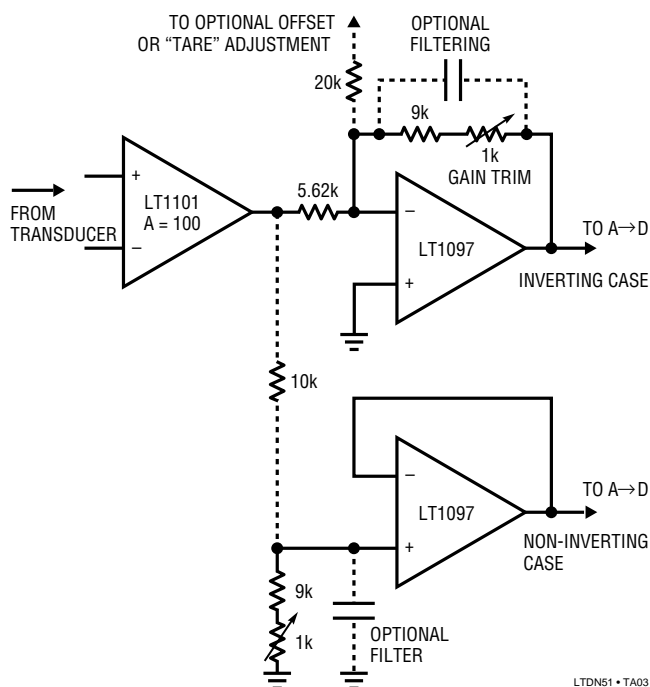 TO OPTIONAL OFFSET
OR “TARE” ADJUSTMENT
OPTIONAL
FILTERING
20k
9k
1k
GAIN TRIM
+
LT1101
A = 100
–
FROM
TRANSDUCER
5.62k
–
LT1097
+
TO A→D
INVERTING CASE
10k
–
LT1097
+
TO A→D
NON-INVERTING
CASE
9k
1k
OPTIONAL
FILTER
LTDN51 • TA03